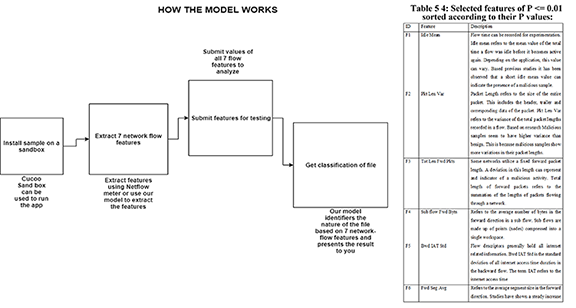 HOW THE MODEL WORKS
Submit values of
all 7 flow
features to
analyze
Submit features for testing
Install sample on a
sandbox
Cucoo
Sand box
can be
used to run
the app
Extract 7 network flow
features
Extract features
using Netflow
meter or use our
model to extract
the features
Get classification of file
Our model
identifiers the
nature of the file
based on 7 network-
flow features and
presents the result
to you
Table 5 4: Selected features of P <= 0.01
sorted according to their P values:
ID Feature Description
F1 Idle Mean Flow time can be recorded the experimentation.
Idle mean refers to the mean value of the total
time a flow was idle before it becomes active
again. Depending on the application, this value
can vary. Based previous studies it has been
observed that a short idle mean value can
indicate the presence of a malicious sample.
F2 Pkt Len Var Packet Length refers to the size of the entire
packet. This includes the header, trailer and
corresponding data of the packet. Pkt Len Var
refers to the variance of the total packet lengths
recorded in a flow. Based on research Malicious
samples seem to have higher variance than
benign. This is because malicious samples show
more variations in their packet lengths.
F3 Tot Len Fwd Pkts Some networks utilize a fixed forward packet
length. A deviation in this length can represent
and indicator of a malicious activity. Total
length of forward packets refers to the
summation of the lengths of packets flowing
through a network.
F4 Sub flow Fwd Byts Refers to the average number of bytes in the
forward direction in a sub flow. Sub flows are
made up of points (nodes) compressed into a
single workspace.
F5 Bwd IAT Std Flow descriptors generally hold all internet
related information. Bwd IAT Std is the standard
deviation of all internet access time duration in
the backward flow. The term IAT refers to the
internet access time.
F6 Fwd Seg Avg Refers to the average segment size in the forward
direction. Studies have shown a steady increase